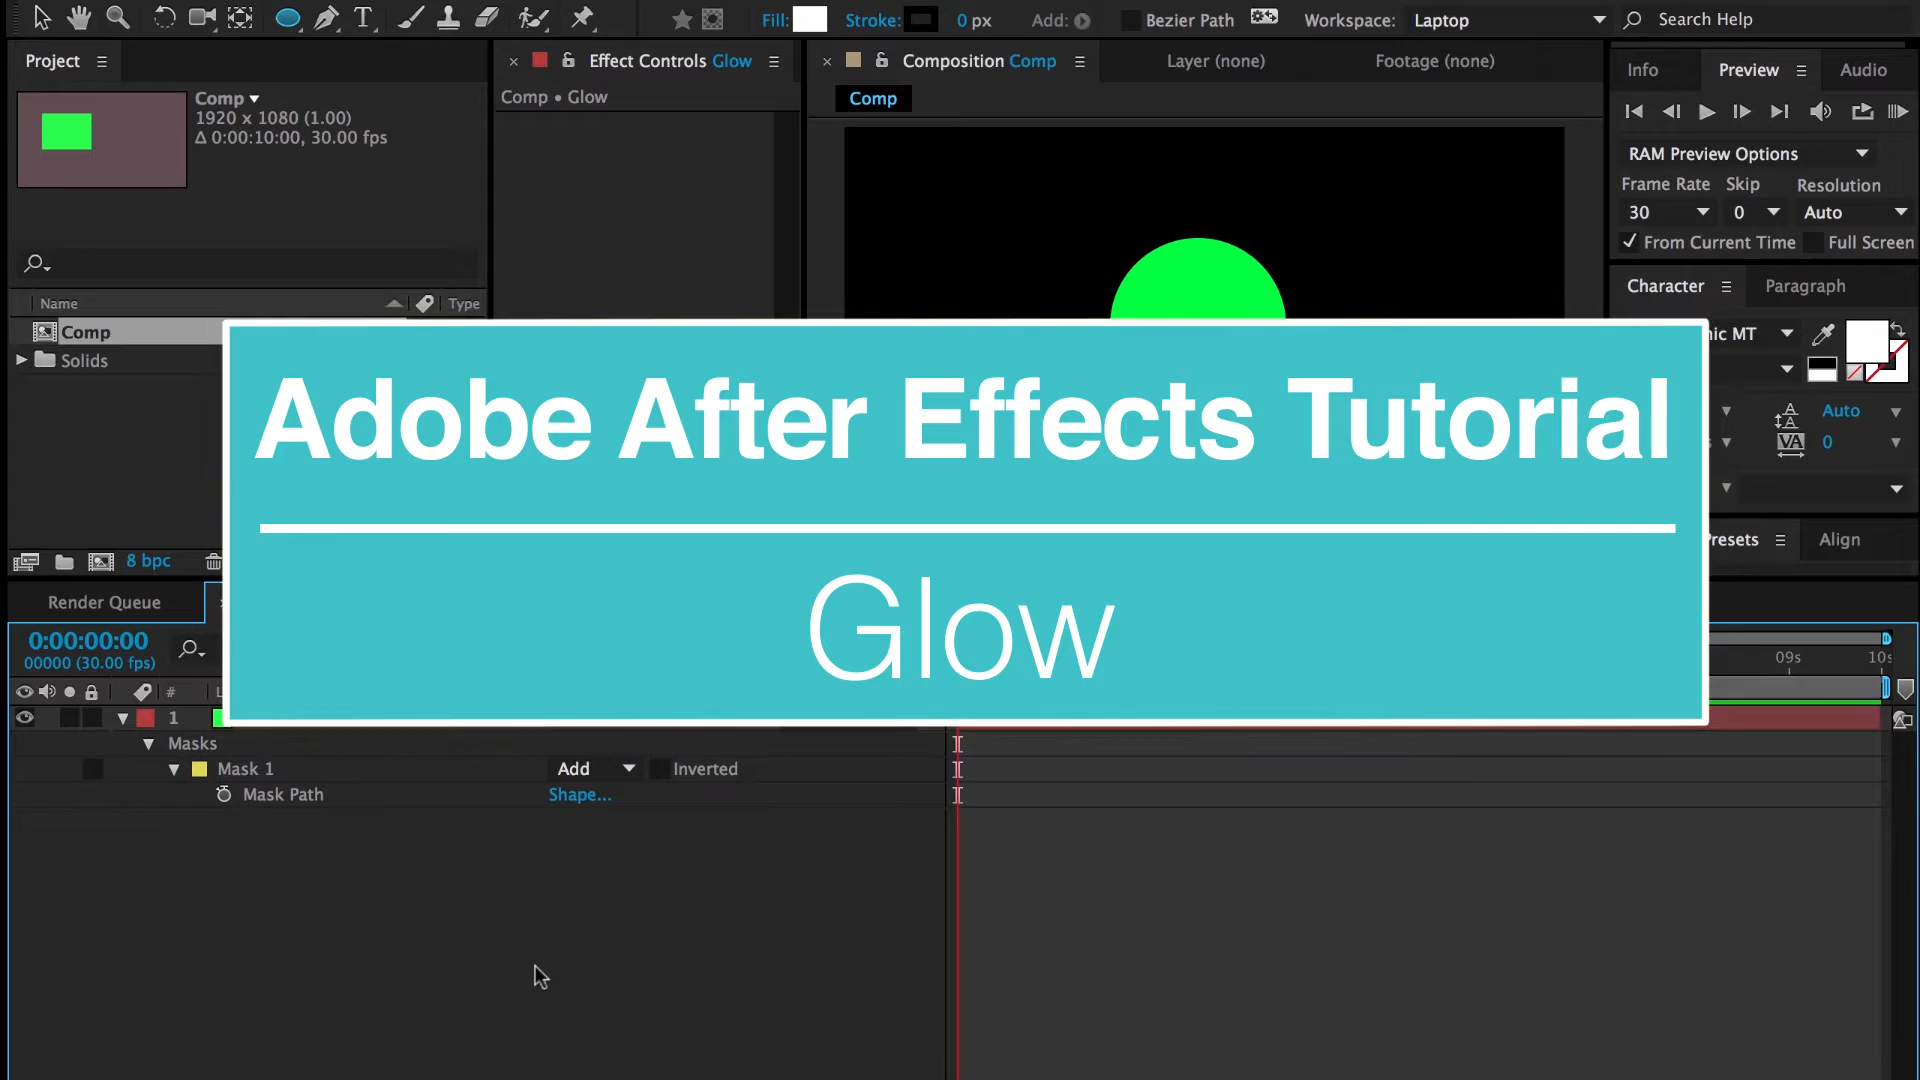 Fill:
Stroke:
0 px
Add:
Bezier Path
Workspace:
Laptop
Search Help
Project
Effect Controls Glow
Composition Comp
Layer (none)
Footage (none)
Info
Preview
Audio
Comp
1920 x 1080 (1.00)
Δ 0:00:10:00, 30.00 fps
Comp • Glow
Comp
RAM Preview Options
Frame Rate
Skip
Resolution
30
0
Auto
From Current Time
Full Screen
Character
Paragraph
Name
Type
Comp
Solids
Auto
VA
0
Adobe After Effects Tutorial
Glow
Align
8 bpc
Render Queue
0:00:00:00
00000 (30.00 fps)
09s
#
1
Masks
Mask 1
Add
Inverted
Mask Path
Shape...